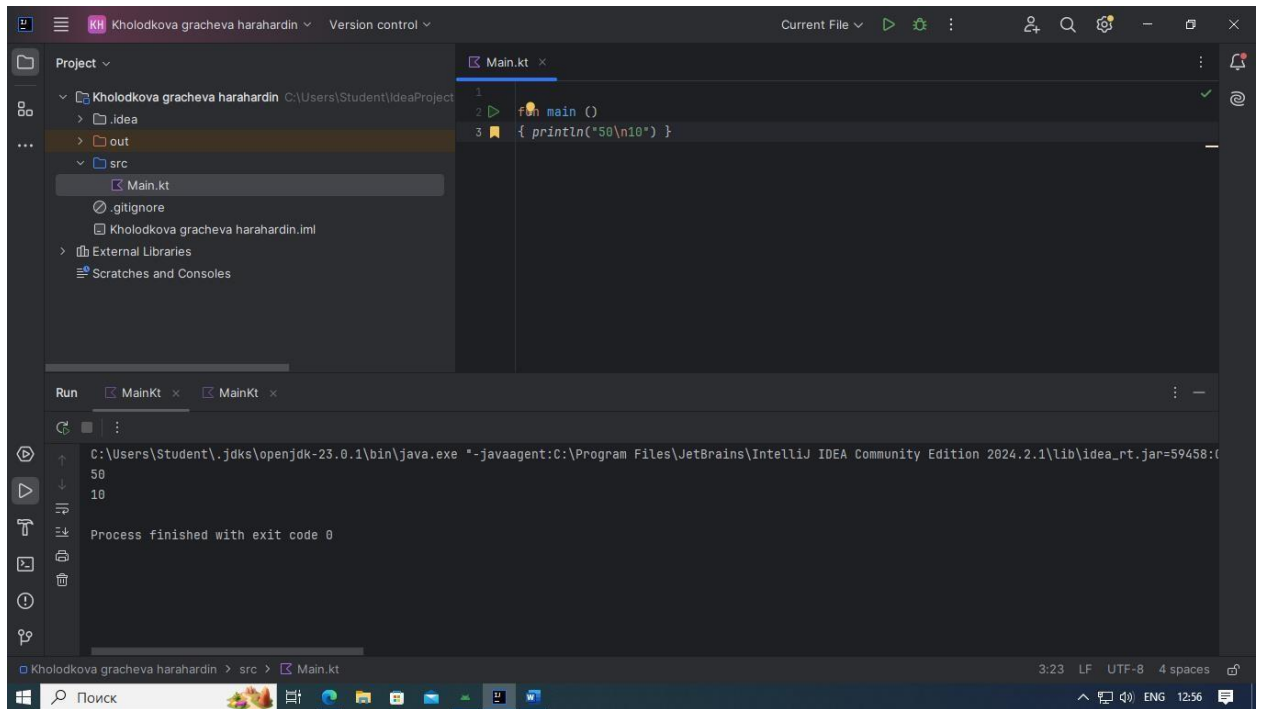 KH Kholodkova gracheva harahardin Version control Current File
Project
Main.kt
Kholodkova gracheva harahardin C:\Users\Student\IdeaProject
.idea
out
src
Main.kt
.gitignore
Kholodkova gracheva harahardin.iml
External Libraries
Scratches and Consoles
1
2 fun main ()
3 { println("50\n10") }
Run MainKt MainKt
C:\Users\Student\.jdks\openjdk-23.0.1\bin\java.exe "-javaagent:C:\Program Files\JetBrains\IntelliJ IDEA Community Edition 2024.2.1\lib\idea_rt.jar=59458:
50
10
Process finished with exit code 0
Kholodkova gracheva harahardin > src > Main.kt 3:23 LF UTF-8 4 spaces
Поиск ENG 12:56